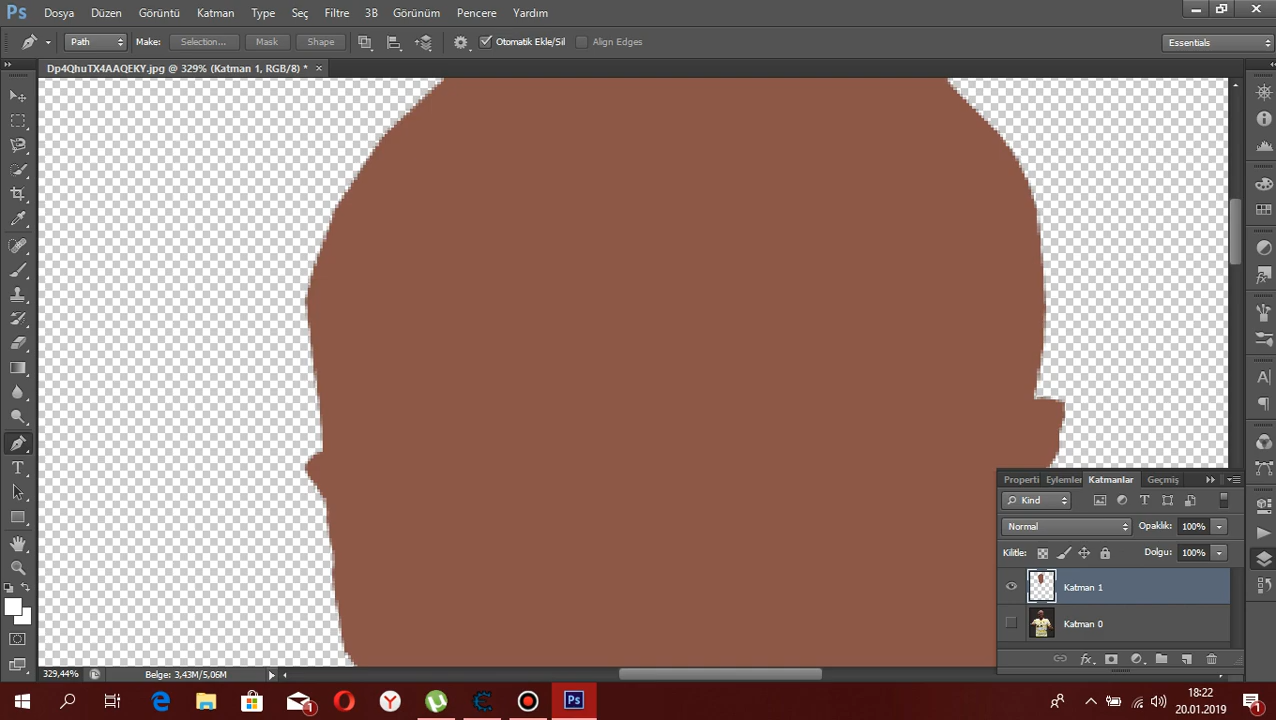 Ps Dosya Düzen Görüntü Katman Type Seç Filtre 3B Görünüm Pencere Yardım
Path Make: Selection... Mask Shape Otomatik Ekle/Sil Align Edges Essentials
Dp4QhuTX4AAQEKY.jpg @ 329% (Katman 1, RGB/8) * ×
Properti Eylemler Katmanlar Geçmiş
Kind
Normal Opaklık: 100%
Kilitle: Dolgu: 100%
Katman 1
Katman 0
329,44% Belge: 3,43M/5,06M
18:22
20.01.2019